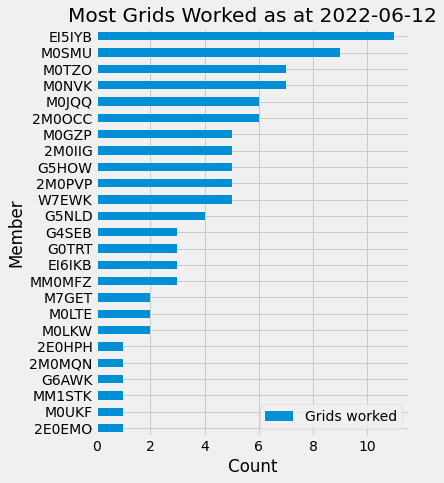 Most Grids Worked as at 2022-06-12
EI5IYB
M0SMU
M0TZO
M0NVK
M0JQQ
2M0OCC
M0GZP
2M0IIG
G5HOW
2M0PVP
W7EWK
G5NLD
G4SEB
G0TRT
EI6IKB
MM0MFZ
M7GET
M0LTE
M0LKW
2E0HPH
2M0MQN
G6AWK
MM1STK
M0UKF
2E0EMO
Member
0 2 4 6 8 10
Count
Grids worked